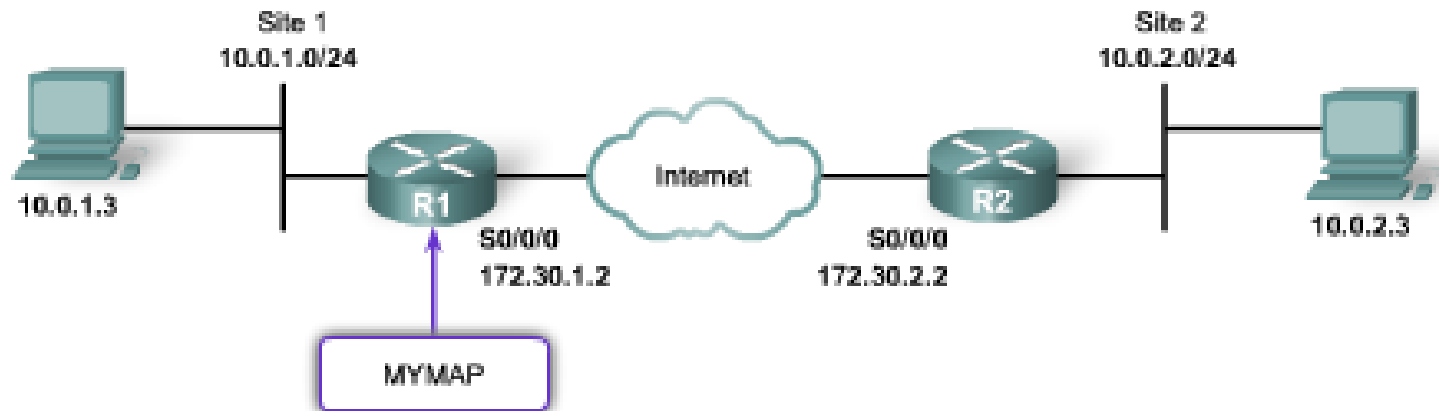 Site 1
10.0.1.0/24
Site 2
10.0.2.0/24
10.0.1.3
R1
Internet
R2
10.0.2.3
S0/0/0
172.30.1.2
S0/0/0
172.30.2.2
MYMAP